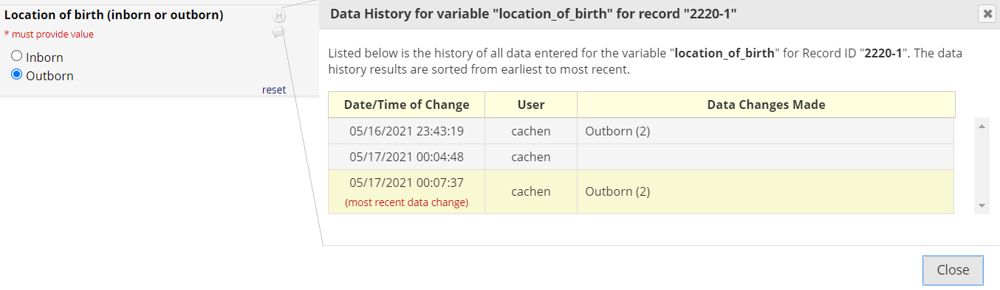 Location of birth (inborn or outborn)
H
* must provide value
Inborn
Outborn
reset
Data History for variable "location_of_birth" for record "2220-1"
Listed below is the history of all data entered for the variable "location_of_birth" for Record ID "2220-1". The data
history results are sorted from earliest to most recent.
Date/Time of Change User Data Changes Made
05/16/2021 23:43:19 cachen Outborn (2)
05/17/2021 00:04:48 cachen
05/17/2021 00:07:37 cachen Outborn (2)
(most recent data change)
Close